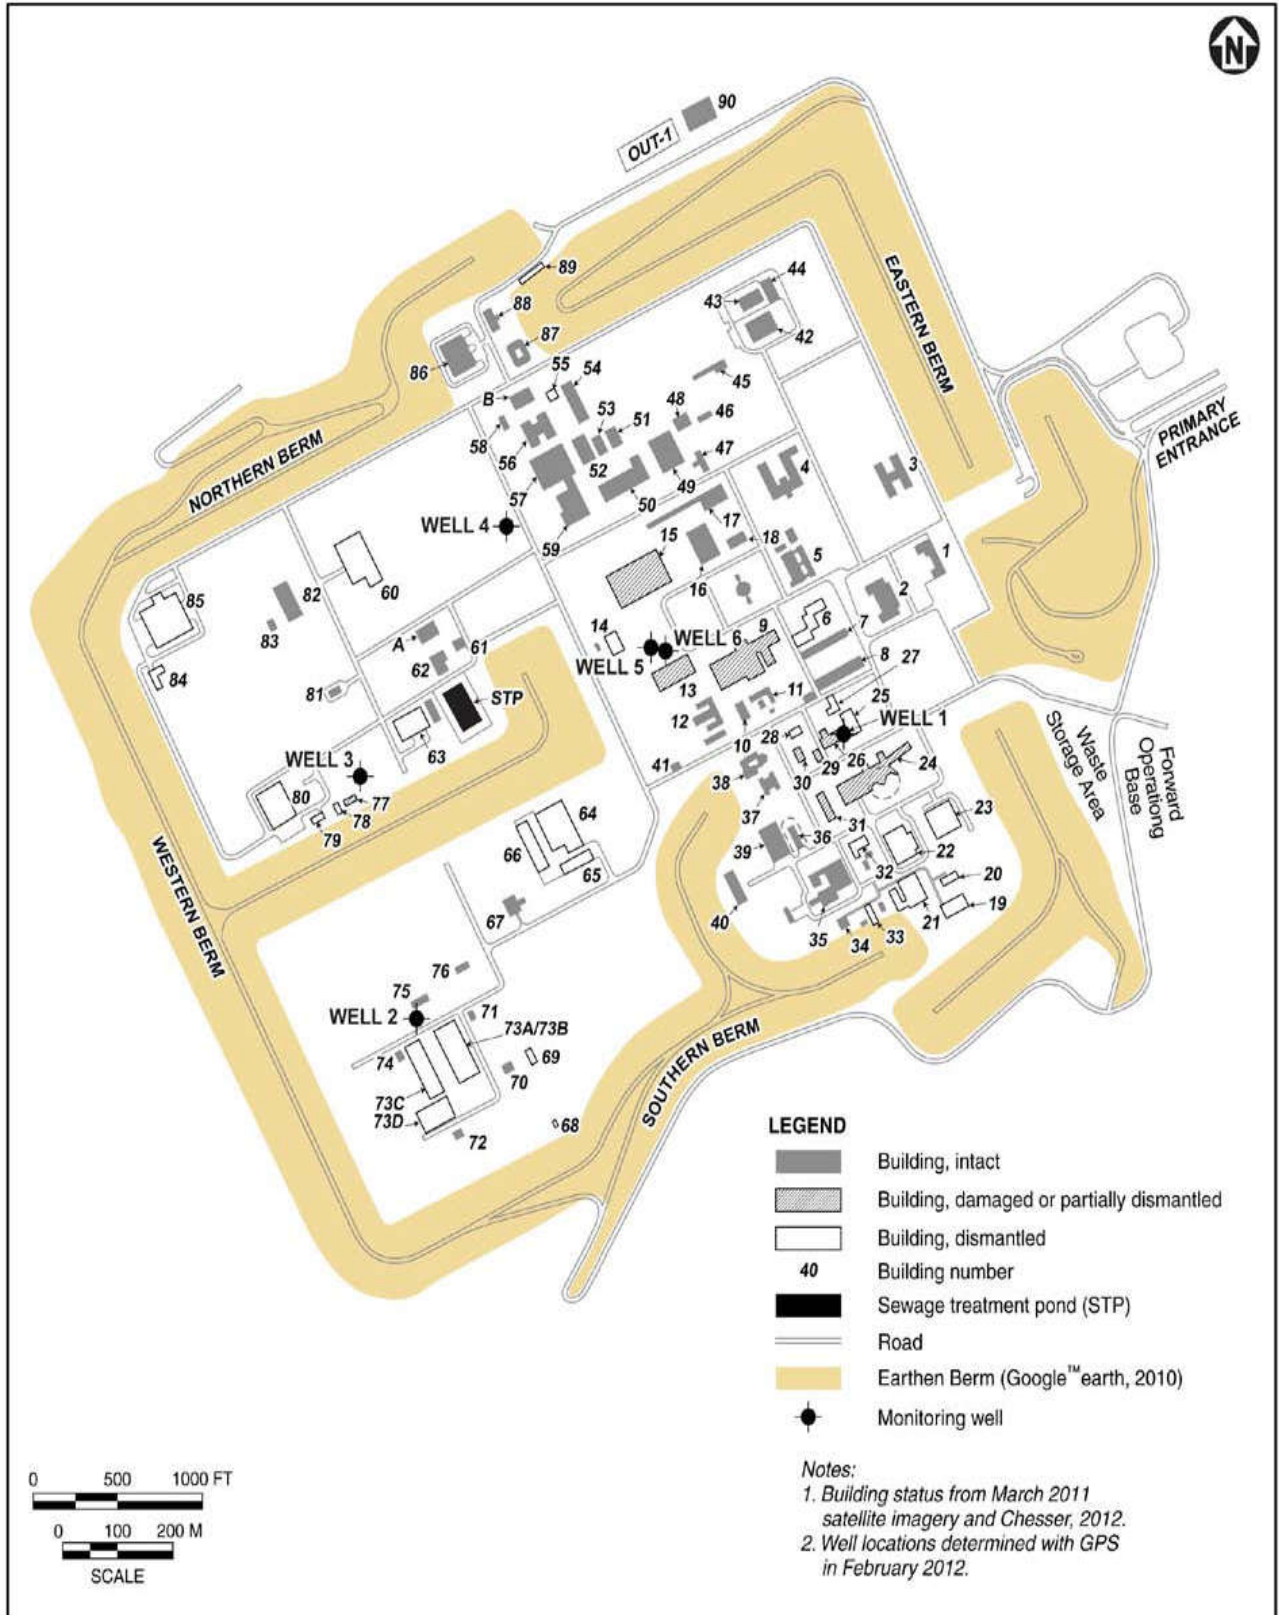 N
90
OUT-1
89
EASTERN BERM
44
43
88
42
87
86
55
54
45
B
48
46
53
51
58
56
47
52
49
4
3
PRIMARY
ENTRANCE
NORTHERN BERM
57
50
WELL 4
17
15
18
59
5
1
16
2
60
85
82
83
14
9
6
7
A
61
WELL 6
62
WELL 5
8
27
84
81
STP
13
11
25
12
WELL 1
10
28
63
26
29
24
WELL 3
41
30
38
Waste
Storage Area
Forward
Operationg
Base
80
77
78
79
64
37
23
31
36
66
39
22
65
32
20
WESTERN BERM
67
40
21
19
35
34
33
76
75
WELL 2
71
73A/73B
69
74
70
73C
73D
72
68
SOUTHERN BERM
LEGEND
Building, intact
Building, damaged or partially dismantled
Building, dismantled
40 Building number
Sewage treatment pond (STP)
Road
Earthen Berm (Google™earth, 2010)
Monitoring well
0 500 1000 FT
0 100 200 M
SCALE
Notes:
1. Building status from March 2011
satellite imagery and Chesser, 2012.
2. Well locations determined with GPS
in February 2012.